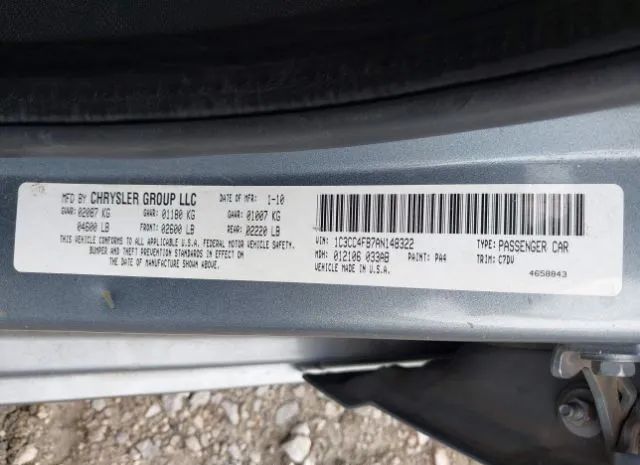 MFD BY CHRYSLER GROUP LLC DATE OF MFR: 1-10
GVWR: 02087 KG GAWR: 01180 KG GAWR: 01007 KG
04600 LB FRONT: 02600 LB REAR: 02220 LB
THIS VEHICLE CONFORMS TO ALL APPLICABLE U.S.A. FEDERAL MOTOR VEHICLE SAFETY,
BUMPER AND THEFT PREVENTION STANDARDS IN EFFECT ON
THE DATE OF MANUFACTURE SHOWN ABOVE.
VIN: 1C3CC4FB7AN148322 TYPE: PASSENGER CAR
MDH: 012106 033AB PAINT: PA4 TRIM: C7DV
VEHICLE MADE IN U.S.A.
4658843